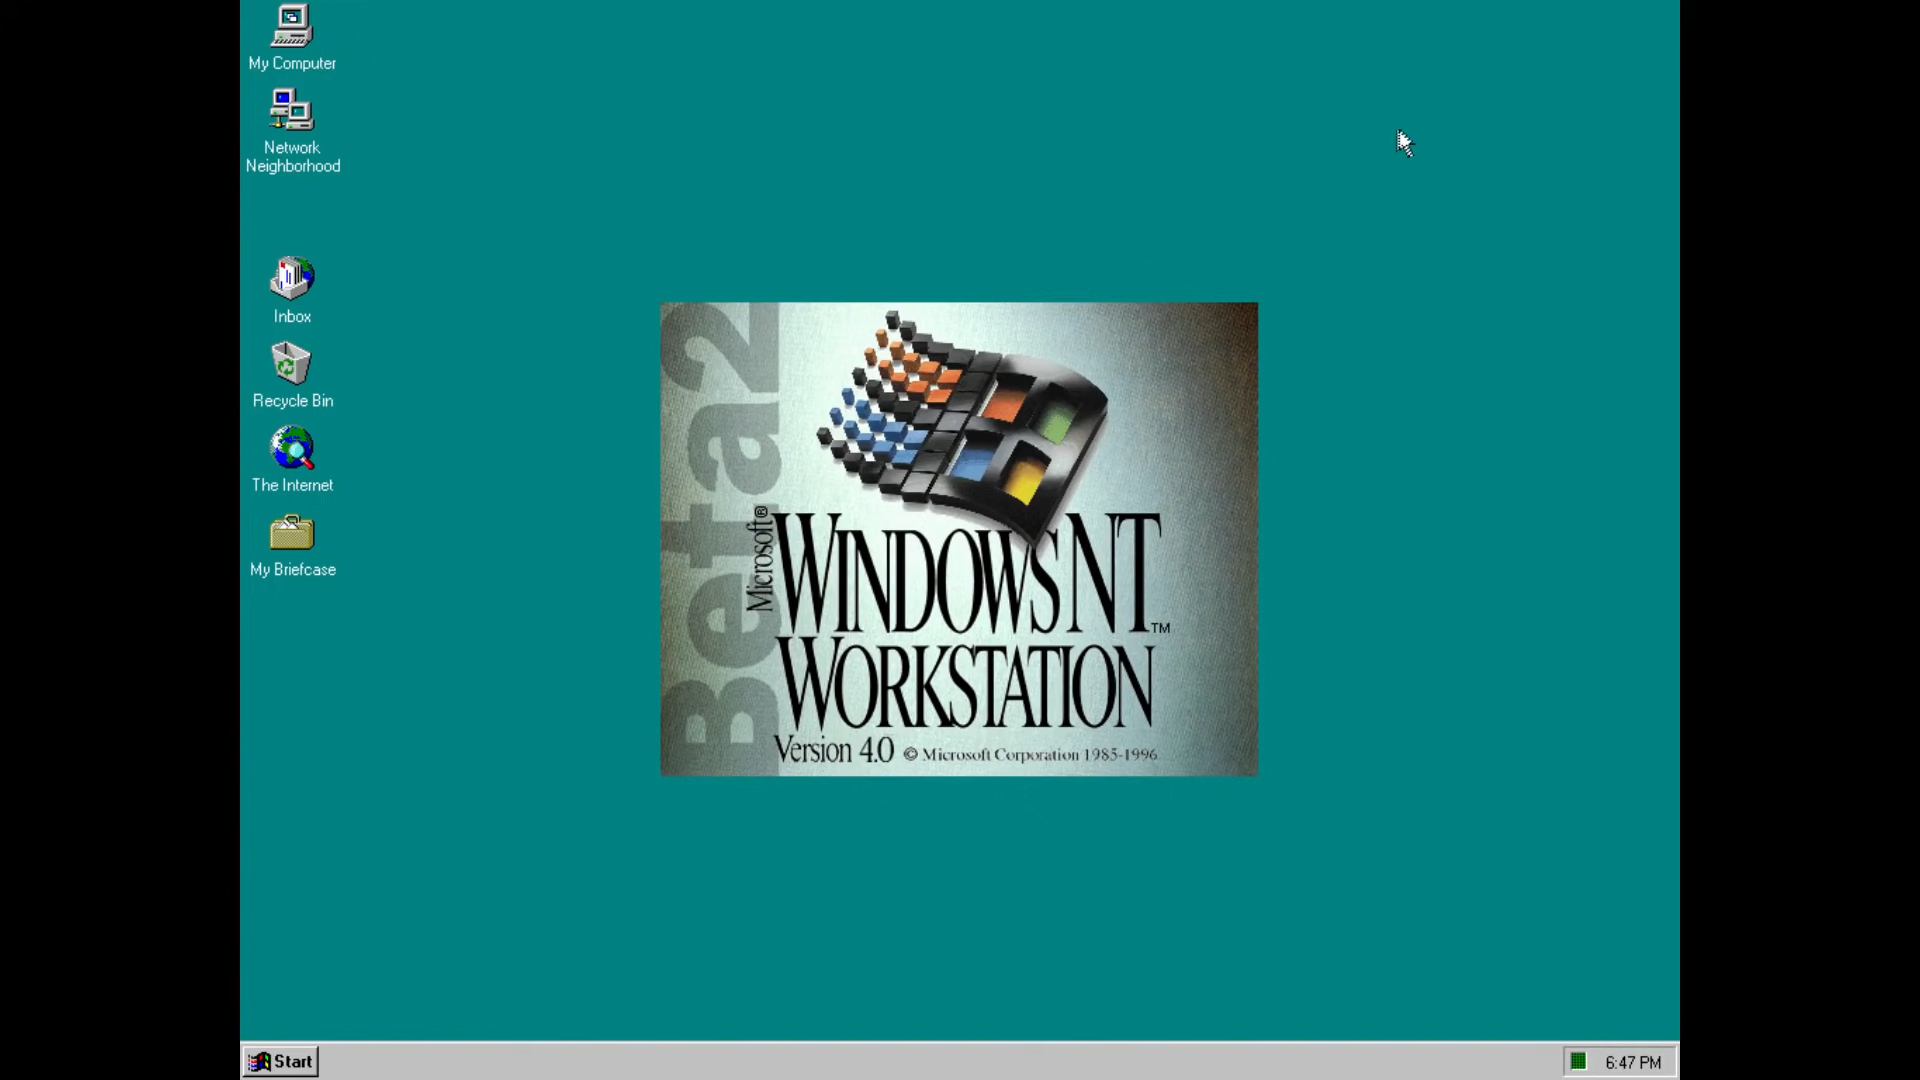 My Computer
Network
Neighborhood
Inbox
Recycle Bin
The Internet
My Briefcase
Beta2
Microsoft®
WINDOWS NT™
WORKSTATION
Version 4.0 © Microsoft Corporation 1985-1996
Start
6:47 PM